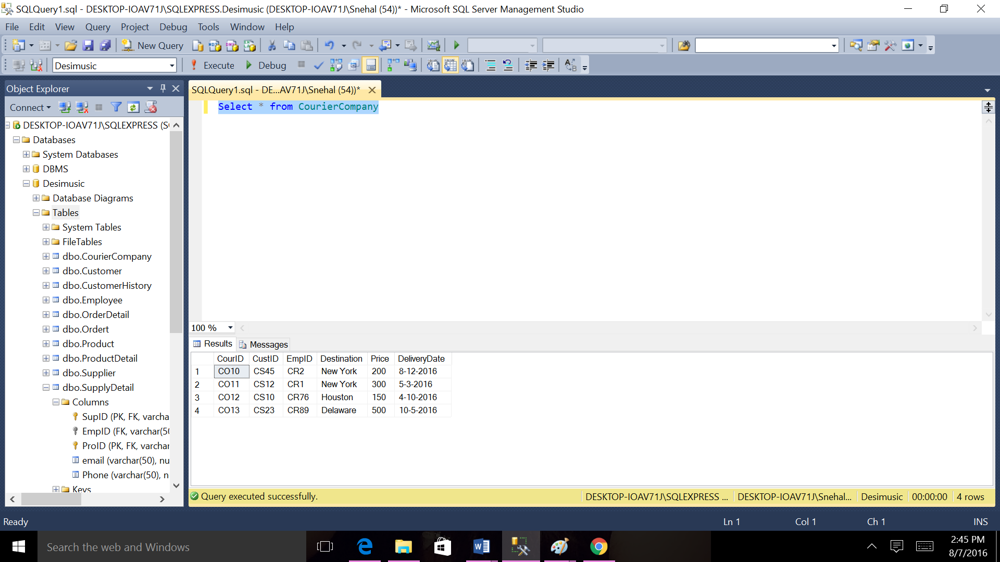 SQLQuery1.sql - DESKTOP-IOAV71J\SQLEXPRESS.Desimusic (DESKTOP-IOAV71J\Snehal (54))* - Microsoft SQL Server Management Studio
File Edit View Query Project Debug Tools Window Help
New Query
Desimusic Execute Debug
Object Explorer
Connect
DESKTOP-IOAV71J\SQLEXPRESS (S
Databases
System Databases
DBMS
Desimusic
Database Diagrams
Tables
System Tables
FileTables
dbo.CourierCompany
dbo.Customer
dbo.CustomerHistory
dbo.Employee
dbo.OrderDetail
dbo.Ordert
dbo.Product
dbo.ProductDetail
dbo.Supplier
dbo.SupplyDetail
Columns
SupID (PK, FK, varcha
EmpID (FK, varchar(50
ProID (PK, FK, varchar
email (varchar(50), nu
Phone (varchar(50), n
Keys
SQLQuery1.sql - DE...AV71J\Snehal (54))*
Select * from CourierCompany
100 %
Results Messages
CourID CustID EmpID Destination Price DeliveryDate
1 CO10 CS45 CR2 New York 200 8-12-2016
2 CO11 CS12 CR1 New York 300 5-3-2016
3 CO12 CS10 CR76 Houston 150 4-10-2016
4 CO13 CS23 CR89 Delaware 500 10-5-2016
Query executed successfully. DESKTOP-IOAV71J\SQLEXPRESS ... DESKTOP-IOAV71J\Snehal... Desimusic 00:00:00 4 rows
Ready Ln 1 Col 1 Ch 1 INS
Search the web and Windows
2:45 PM
8/7/2016